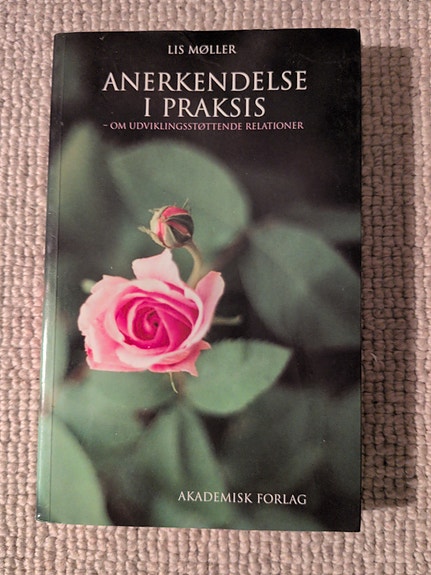 LIS MØLLER
ANERKENDELSE
I PRAKSIS
– OM UDVIKLINGSSTØTTENDE RELATIONER
AKADEMISK FORLAG